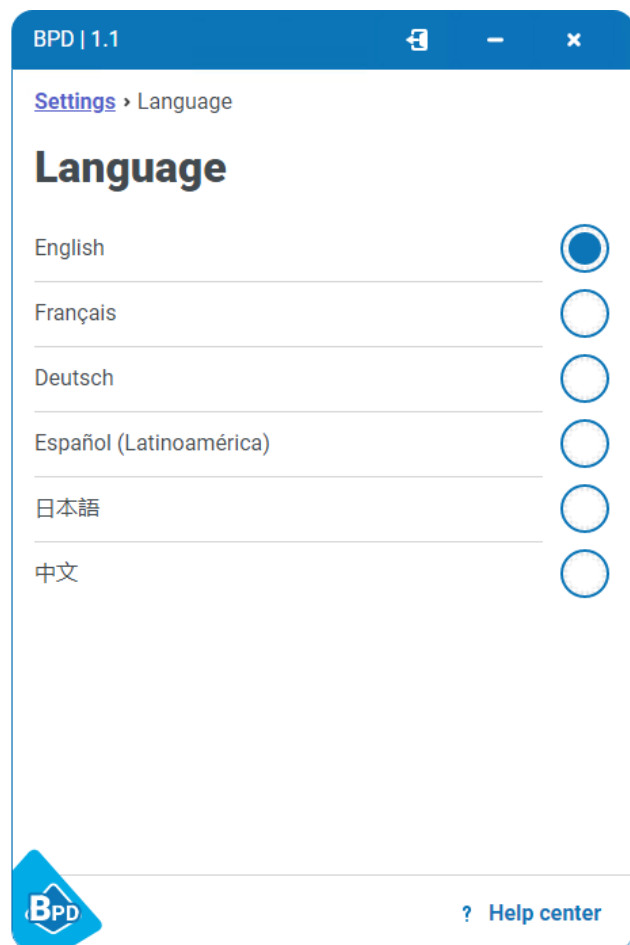 BPD | 1.1
Settings › Language
Language
English
Français
Deutsch
Español (Latinoamérica)
日本語
中文
BPD
? Help center